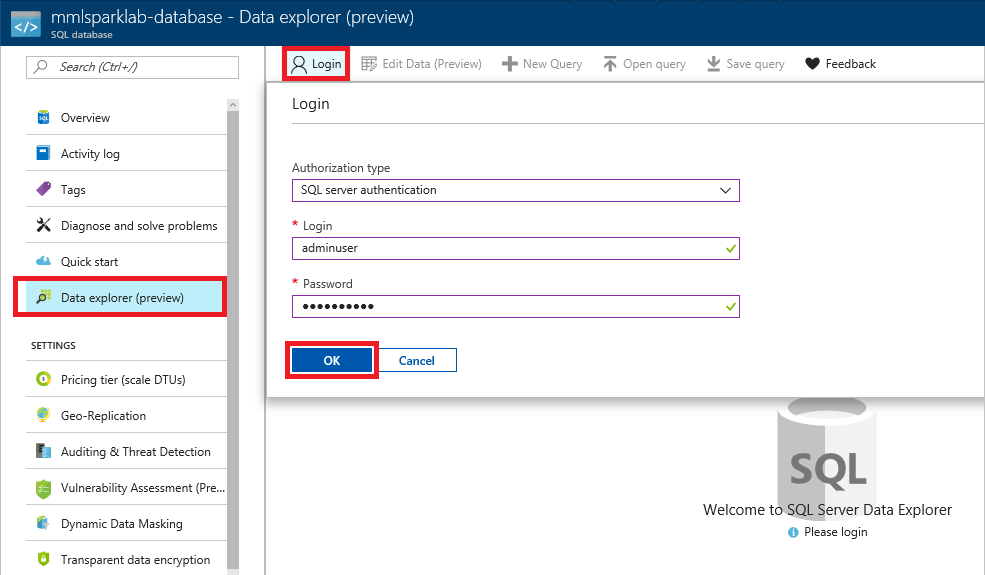 mmlsparklab-database - Data explorer (preview)
SQL database
Search (Ctrl+/)
Overview
Activity log
Tags
Diagnose and solve problems
Quick start
Data explorer (preview)
SETTINGS
Pricing tier (scale DTUs)
Geo-Replication
Auditing & Threat Detection
Vulnerability Assessment (Pre...
Dynamic Data Masking
Transparent data encryption
Login
Edit Data (Preview)
New Query
Open query
Save query
Feedback
Login
Authorization type
SQL server authentication
* Login
adminuser
* Password
••••••••••
OK
Cancel
SQL
Welcome to SQL Server Data Explorer
Please login